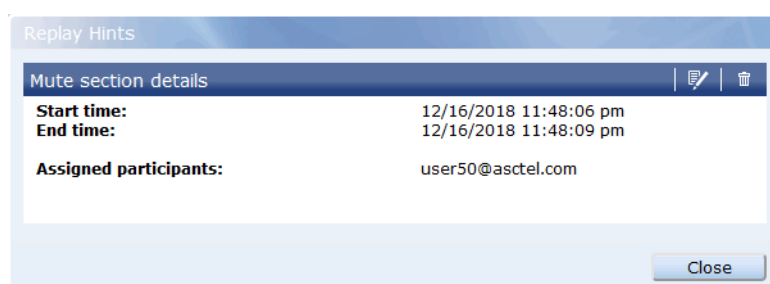 Replay Hints
Mute section details
Start time: 12/16/2018 11:48:06 pm
End time: 12/16/2018 11:48:09 pm
Assigned participants: user50@asctel.com
Close